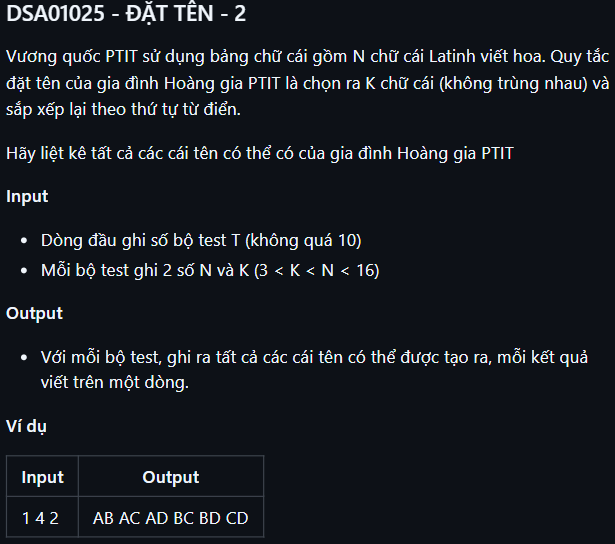 DSA01025 - ĐẶT TÊN - 2
Vương quốc PTIT sử dụng bảng chữ cái gồm N chữ cái Latinh viết hoa. Quy tắc
đặt tên của gia đình Hoàng gia PTIT là chọn ra K chữ cái (không trùng nhau) và
sắp xếp lại theo thứ tự từ điển.
Hãy liệt kê tất cả các cái tên có thể có của gia đình Hoàng gia PTIT
Input
• Dòng đầu ghi số bộ test T (không quá 10)
• Mỗi bộ test ghi 2 số N và K (3 < K < N < 16)
Output
• Với mỗi bộ test, ghi ra tất cả các cái tên có thể được tạo ra, mỗi kết quả
viết trên một dòng.
Ví dụ
Input Output
1 4 2 AB AC AD BC BD CD